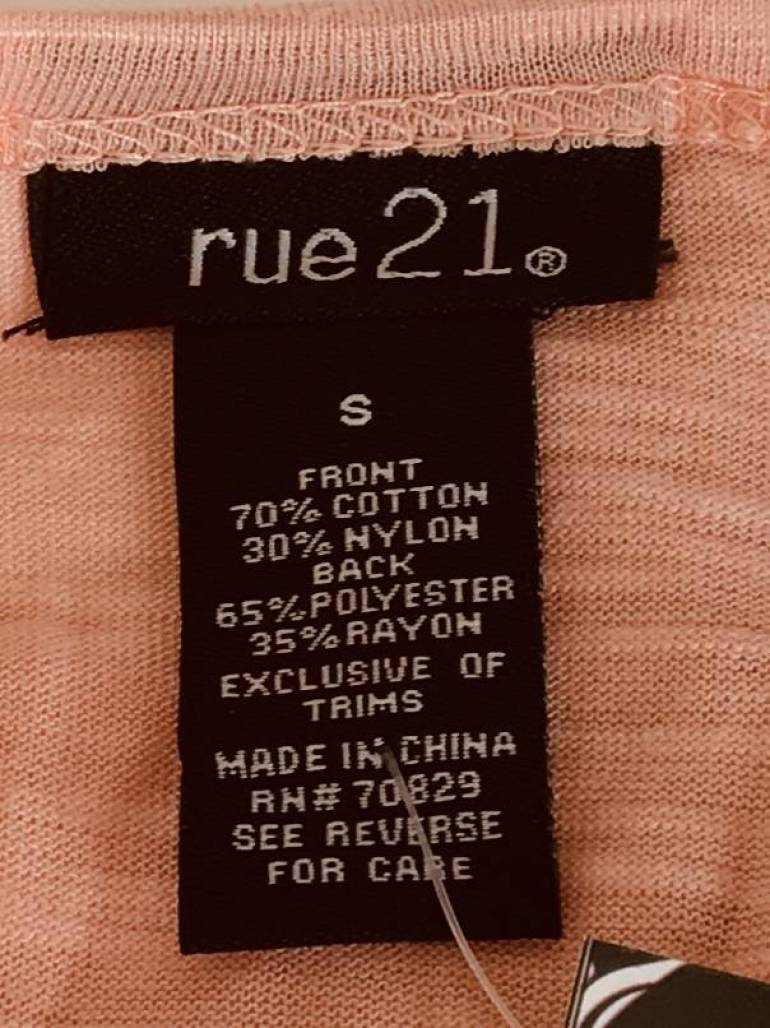 rue21®
S
FRONT
70% COTTON
30% NYLON
BACK
65% POLYESTER
35% RAYON
EXCLUSIVE OF
TRIMS
MADE IN CHINA
RN# 70829
SEE REVERSE
FOR CARE